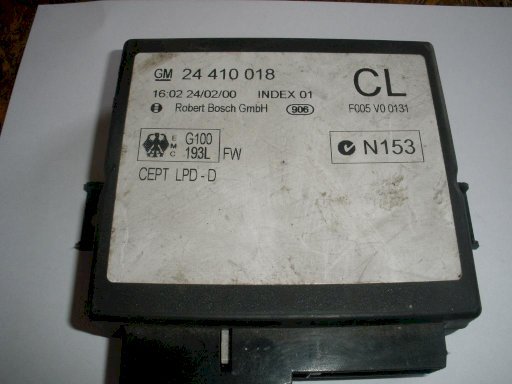 GM 24 410 018 CL
16:02 24/02/00 INDEX 01
Robert Bosch GmbH 906 F005 V0 0131
E M C G100 193L FW
N153
CEPT LPD - D